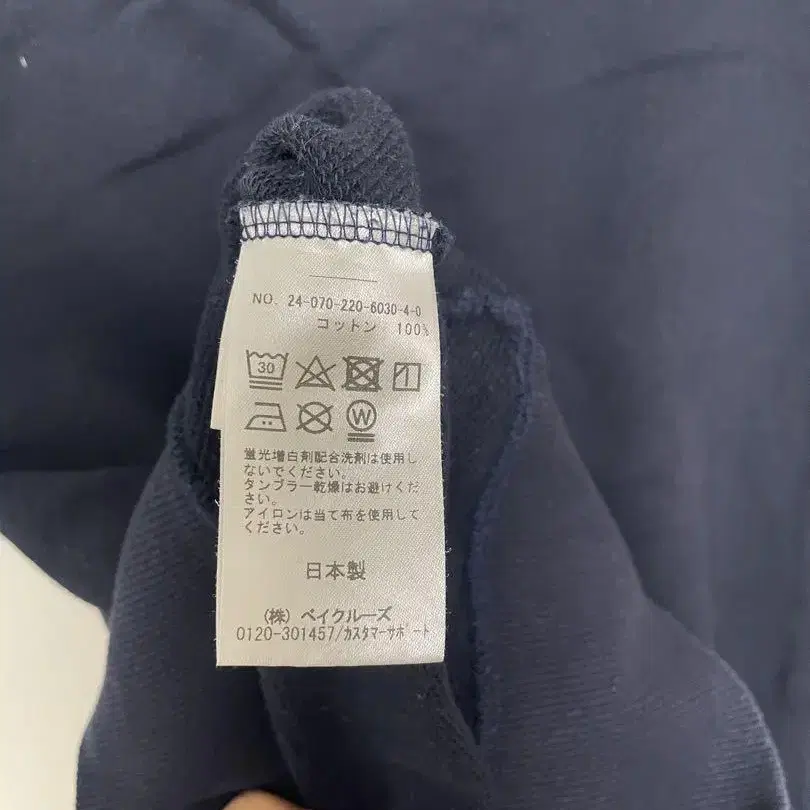 NO. 24-070-220-6030-4-0
コットン 100%
30
W
蛍光増白剤配合洗剤は使用し
ないでください。
タンブラー乾燥はお避けくだ
さい。
アイロンは当て布を使用して
ください。
日本製
(株) ベイクルーズ
0120-301457/カスタマーサポート